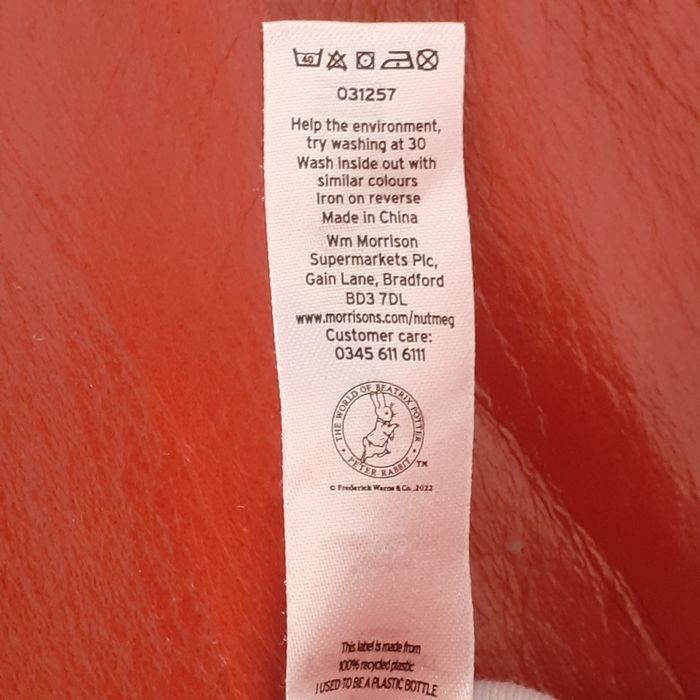 40
031257
Help the environment,
try washing at 30
Wash inside out with
similar colours
Iron on reverse
Made in China
Wm Morrison
Supermarkets Plc,
Gain Lane, Bradford
BD3 7DL
www.morrisons.com/nutmeg
Customer care:
0345 611 6111
THE WORLD OF BEATRIX POTTER
• PETER RABBIT • ™
© Frederick Warne & Co., 2022
This label is made from
100% recycled plastic
I USED TO BE A PLASTIC BOTTLE